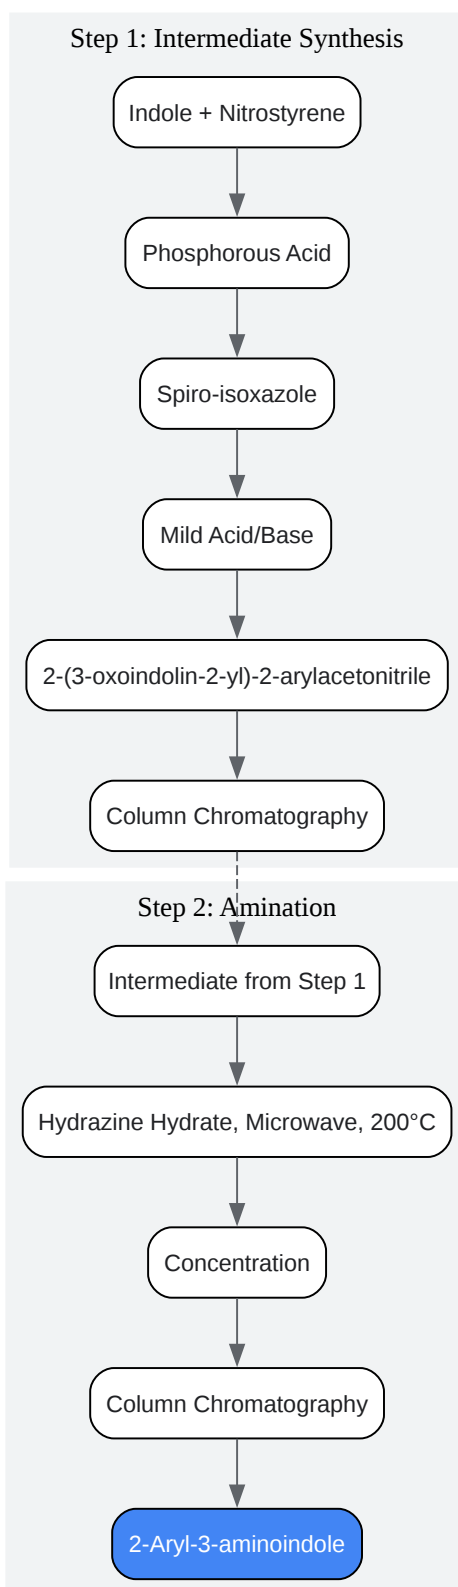 Step 1: Intermediate Synthesis
Indole + Nitrostyrene
Phosphorous Acid
Spiro-isoxazole
Mild Acid/Base
2-(3-oxoindolin-2-yl)-2-arylacetonitrile
Column Chromatography
Step 2: Amination
Intermediate from Step 1
Hydrazine Hydrate, Microwave, 200°C
Concentration
Column Chromatography
2-Aryl-3-aminoindole